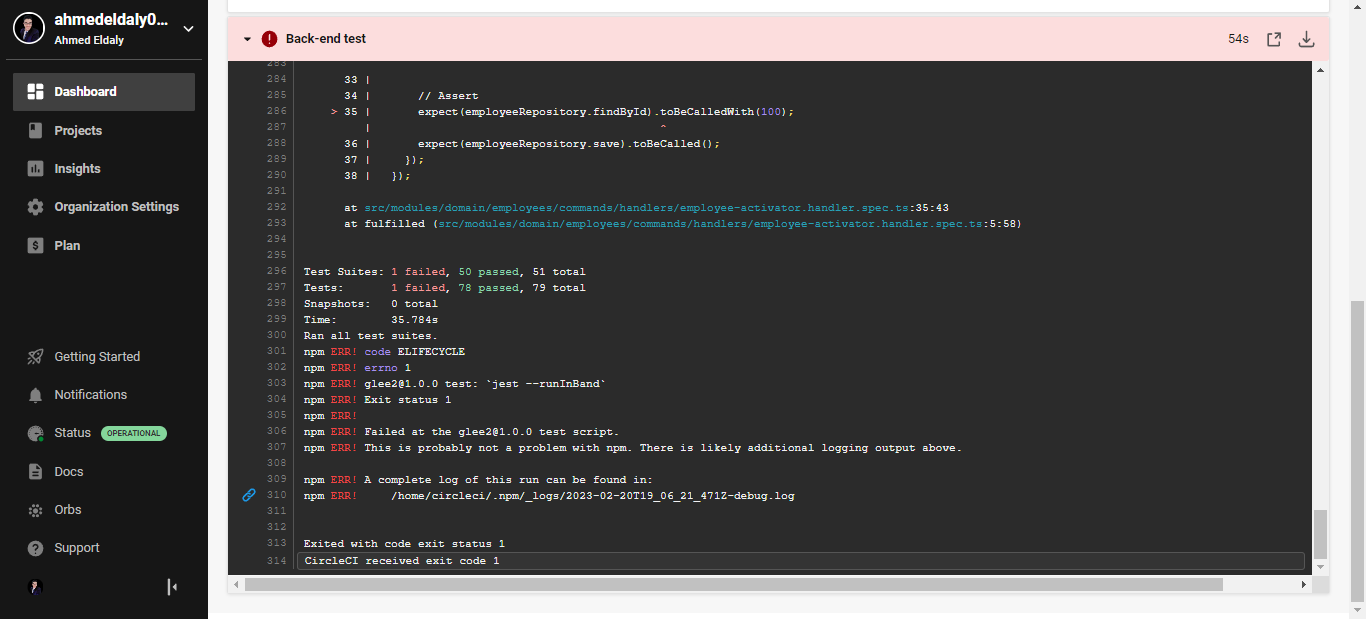 ahmedeldaly0...
Ahmed Eldaly
Dashboard
Projects
Insights
Organization Settings
Plan
Getting Started
Notifications
Status OPERATIONAL
Docs
Orbs
Support
Back-end test 54s
283
284 33 |
285 34 | // Assert
286 > 35 | expect(employeeRepository.findById).toBeCalledWith(100);
287 | ^
288 36 | expect(employeeRepository.save).toBeCalled();
289 37 | });
290 38 | });
291
292 at src/modules/domain/employees/commands/handlers/employee-activator.handler.spec.ts:35:43
293 at fulfilled (src/modules/domain/employees/commands/handlers/employee-activator.handler.spec.ts:5:58)
294
295
296 Test Suites: 1 failed, 50 passed, 51 total
297 Tests: 1 failed, 78 passed, 79 total
298 Snapshots: 0 total
299 Time: 35.784s
300 Ran all test suites.
301 npm ERR! code ELIFECYCLE
302 npm ERR! errno 1
303 npm ERR! glee2@1.0.0 test: `jest --runInBand`
304 npm ERR! Exit status 1
305 npm ERR!
306 npm ERR! Failed at the glee2@1.0.0 test script.
307 npm ERR! This is probably not a problem with npm. There is likely additional logging output above.
308
309 npm ERR! A complete log of this run can be found in:
310 npm ERR! /home/circleci/.npm/_logs/2023-02-20T19_06_21_471Z-debug.log
311
312
313 Exited with code exit status 1
314 CircleCI received exit code 1